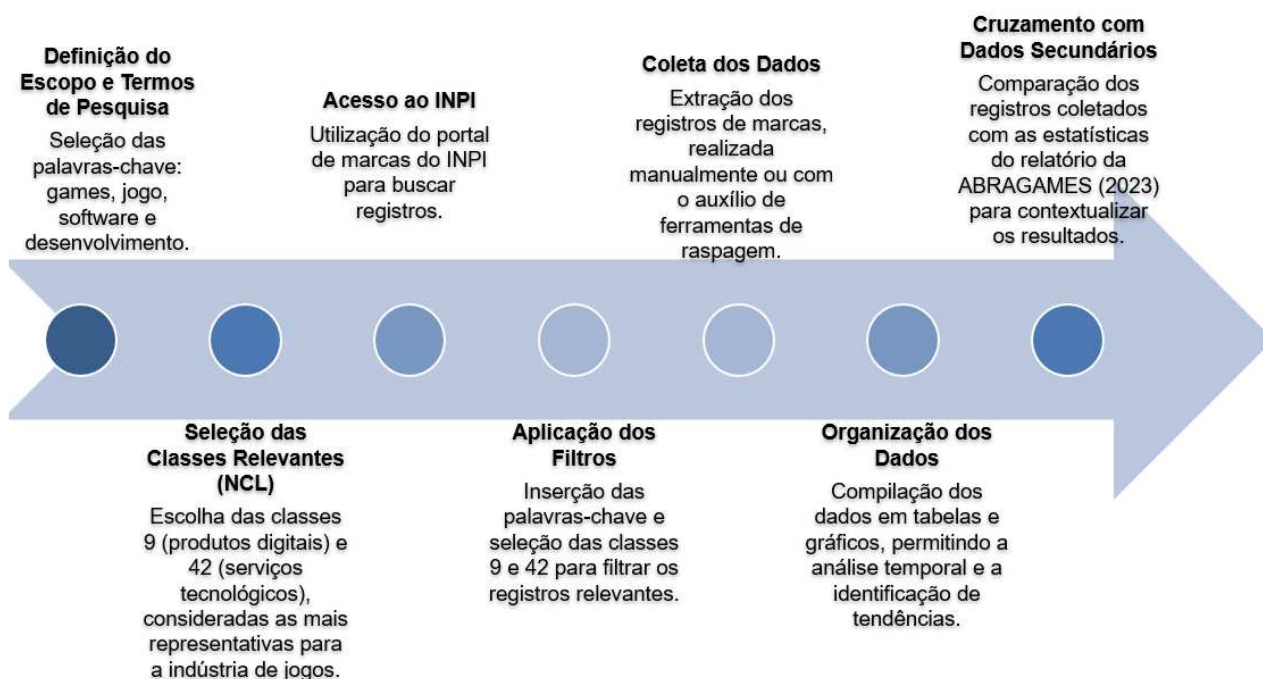 Definição do
Escopo e Termos
de Pesquisa
Seleção das
palavras-chave:
games, jogo,
software e
desenvolvimento.
Seleção das
Classes Relevantes
(NCL)
Escolha das classes
9 (produtos digitais) e
42 (serviços
tecnológicos),
consideradas as mais
representativas para
a indústria de jogos.
Acesso ao INPI
Utilização do portal
de marcas do INPI
para buscar
registros.
Aplicação dos
Filtros
Inserção das
palavras-chave e
seleção das classes
9 e 42 para filtrar os
registros relevantes.
Coleta dos Dados
Extração dos
registros de marcas,
realizada
manualmente ou com
o auxílio de
ferramentas de
raspagem.
Organização dos
Dados
Compilação dos
dados em tabelas e
gráficos, permitindo a
análise temporal e a
identificação de
tendências.
Cruzamento com
Dados Secundários
Comparação dos
registros coletados
com as estatísticas
do relatório da
ABRAGAMES (2023)
para contextualizar
os resultados.